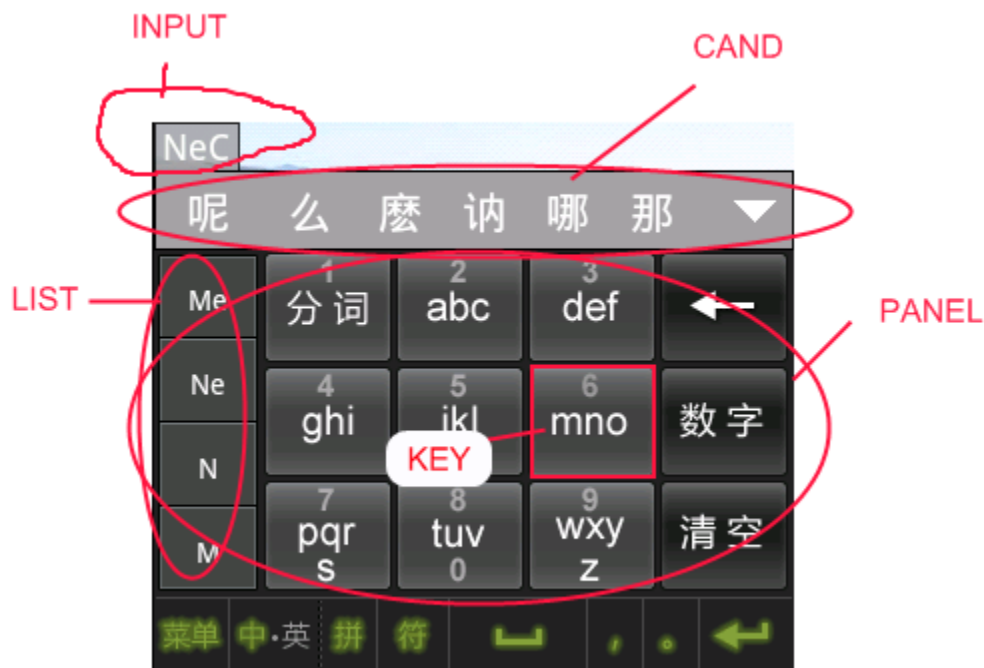 INPUT
CAND
NeC
呢 么 麽 讷 哪 那
LIST
PANEL
Me
Ne
N
M
1
分词
2
abc
3
def
4
ghi
5
jkl
6
mno
数字
KEY
7
pqr
s
8
tuv
0
9
wxy
z
清空
菜单 中·英 拼 符 , 。